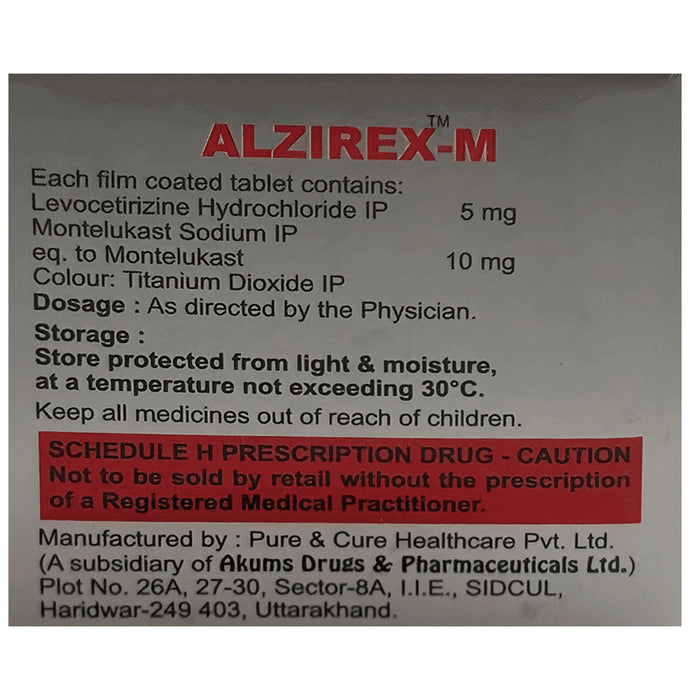 ALZIREX-M™
Each film coated tablet contains:
Levocetirizine Hydrochloride IP 5 mg
Montelukast Sodium IP
eq. to Montelukast 10 mg
Colour: Titanium Dioxide IP
Dosage : As directed by the Physician.
Storage :
Store protected from light & moisture,
at a temperature not exceeding 30°C.
Keep all medicines out of reach of children.
SCHEDULE H PRESCRIPTION DRUG - CAUTION
Not to be sold by retail without the prescription
of a Registered Medical Practitioner.
Manufactured by : Pure & Cure Healthcare Pvt. Ltd.
(A subsidiary of Akums Drugs & Pharmaceuticals Ltd.)
Plot No. 26A, 27-30, Sector-8A, I.I.E., SIDCUL,
Haridwar-249 403, Uttarakhand.